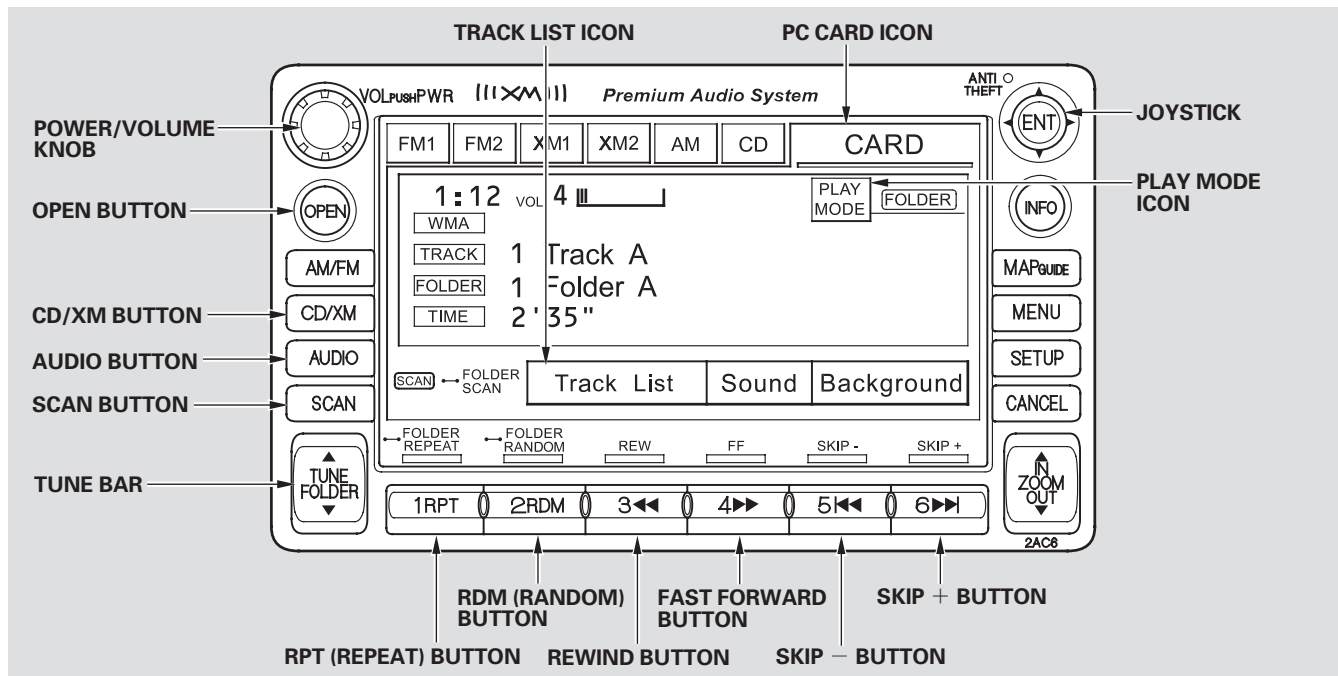 TRACK LIST ICON
PC CARD ICON
VOL PUSH PWR
XM
Premium Audio System
ANTI THEFT
POWER/VOLUME
KNOB
JOYSTICK
ENT
FM1 FM2 XM1 XM2 AM CD CARD
1:12 VOL 4
PLAY
MODE
FOLDER
PLAY MODE
ICON
OPEN BUTTON
OPEN
INFO
WMA
TRACK 1 Track A
FOLDER 1 Folder A
TIME 2'35"
AM/FM
MAP GUIDE
CD/XM BUTTON
CD/XM
MENU
AUDIO BUTTON
AUDIO
SETUP
SCAN FOLDER
SCAN
Track List Sound Background
SCAN BUTTON
SCAN
CANCEL
FOLDER
REPEAT
FOLDER
RANDOM
REW
FF
SKIP -
SKIP +
TUNE BAR
TUNE
FOLDER
IN
ZOOM
OUT
1RPT 2RDM 3◀◀ 4▶▶ 5|◀◀ 6▶▶|
2AC6
RDM (RANDOM)
BUTTON
FAST FORWARD
BUTTON
SKIP + BUTTON
RPT (REPEAT) BUTTON
REWIND BUTTON
SKIP − BUTTON